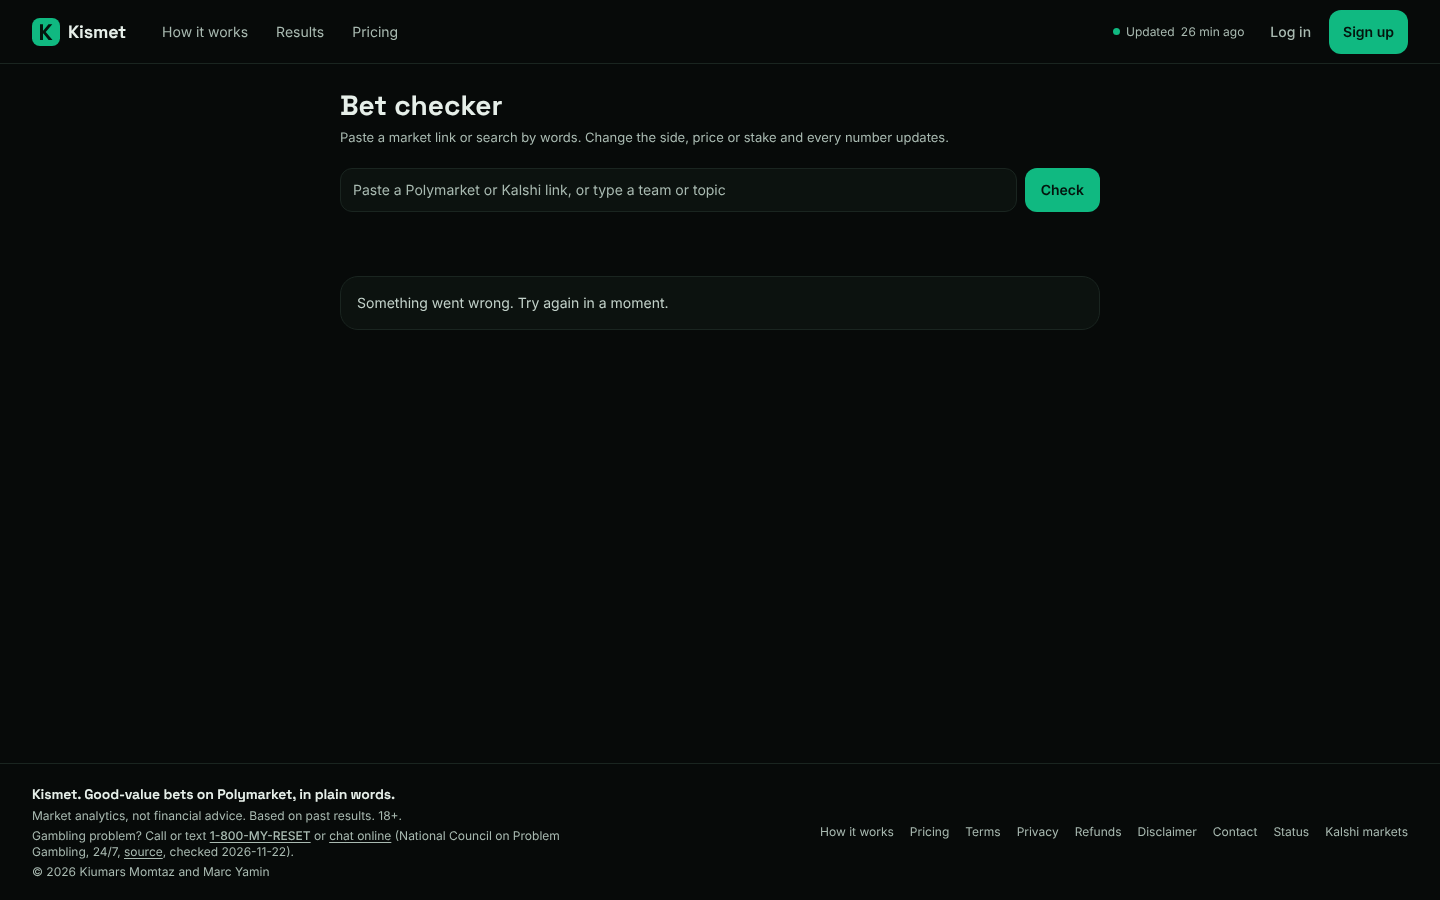 K Kismet How it works Results Pricing Updated 26 min ago Log in Sign up
Bet checker
Paste a market link or search by words. Change the side, price or stake and every number updates.
Paste a Polymarket or Kalshi link, or type a team or topic Check
Something went wrong. Try again in a moment.
Kismet. Good-value bets on Polymarket, in plain words.
Market analytics, not financial advice. Based on past results. 18+.
Gambling problem? Call or text 1-800-MY-RESET or chat online (National Council on Problem
Gambling, 24/7, source, checked 2026-11-22).
© 2026 Kiumars Momtaz and Marc Yamin
How it works Pricing Terms Privacy Refunds Disclaimer Contact Status Kalshi markets